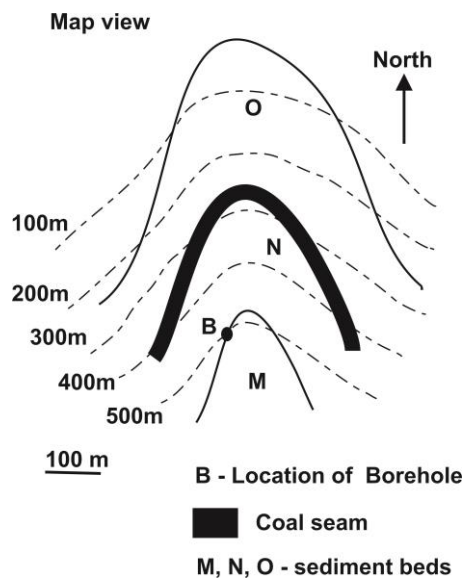 Map view
North
O
100m
N
200m
300m
B
400m
M
500m
100 m
B - Location of Borehole
Coal seam
M, N, O - sediment beds